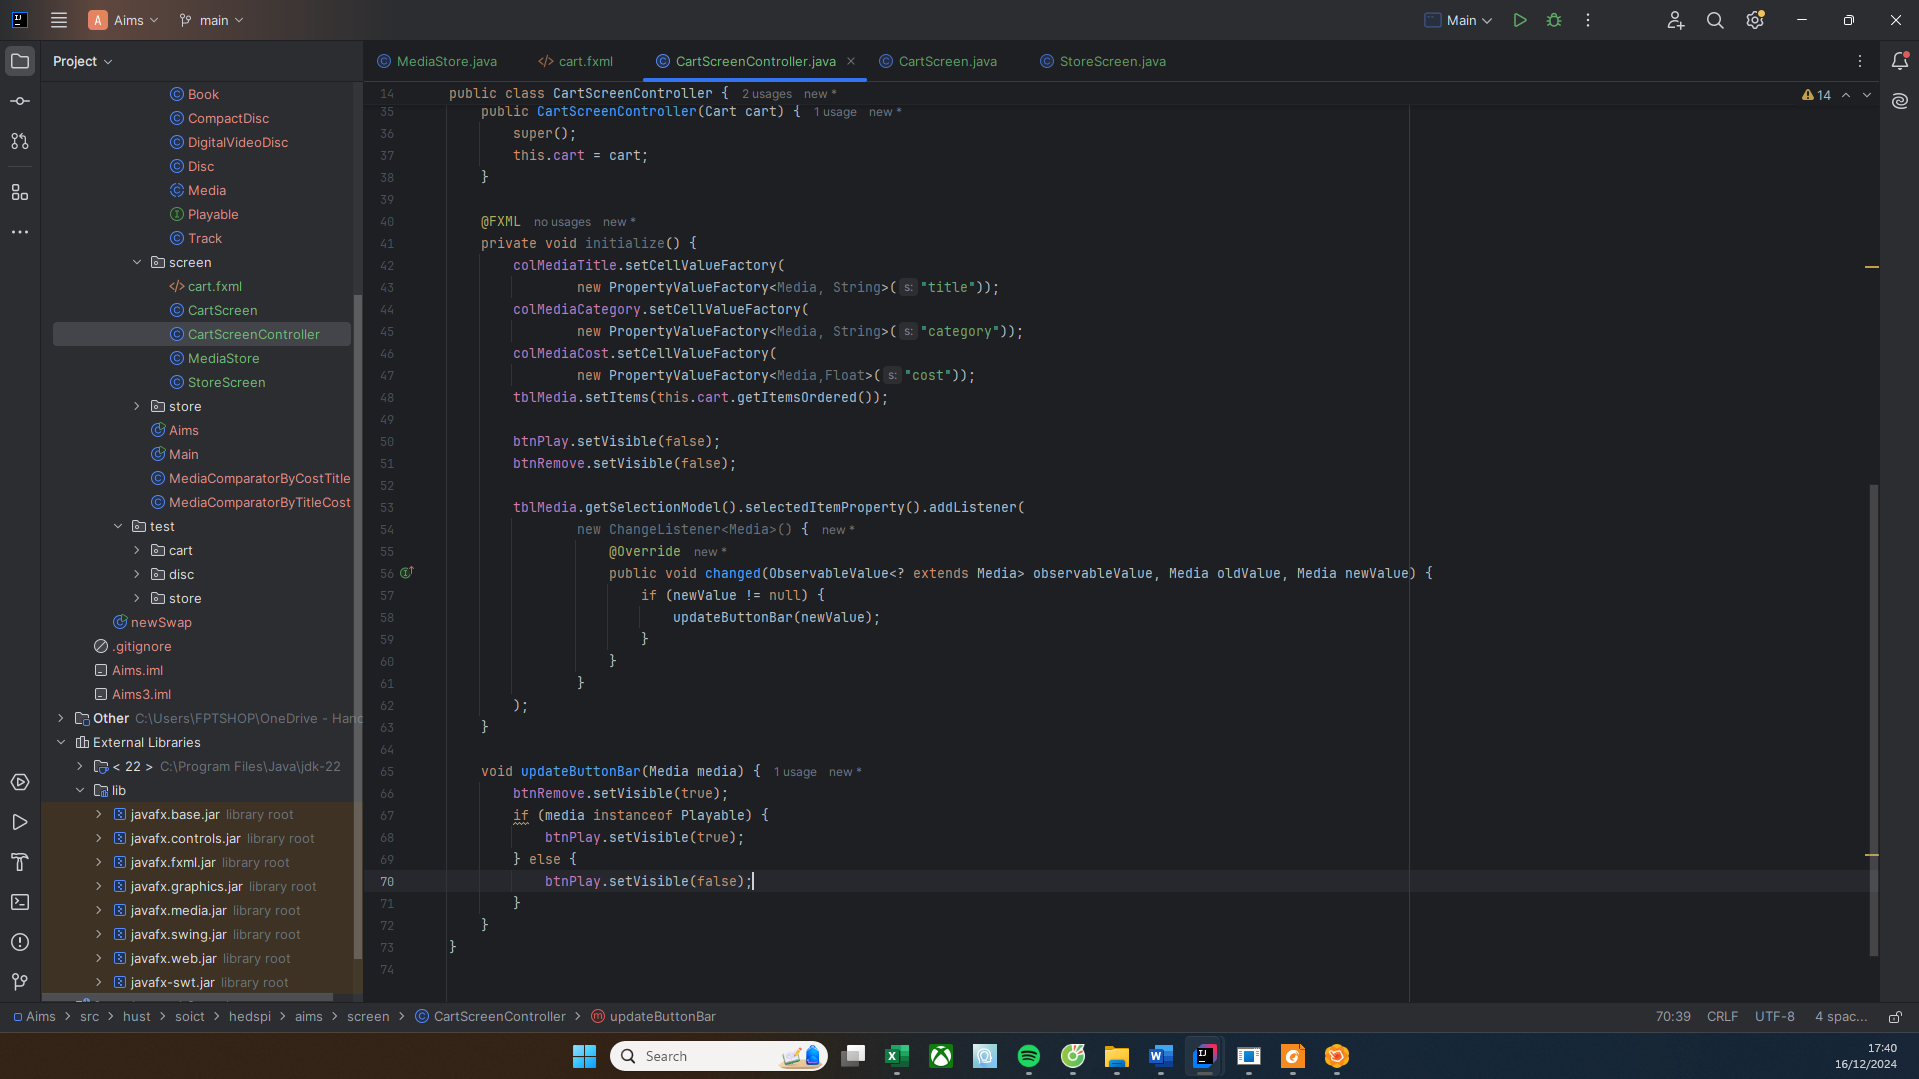 A Aims main Main
Project
MediaStore.java cart.fxml CartScreenController.java CartScreen.java StoreScreen.java
Book
CompactDisc
DigitalVideoDisc
Disc
Media
Playable
Track
screen
cart.fxml
CartScreen
CartScreenController
MediaStore
StoreScreen
store
Aims
Main
MediaComparatorByCostTitle
MediaComparatorByTitleCost
test
cart
disc
store
newSwap
.gitignore
Aims.iml
Aims3.iml
Other C:\Users\FPTSHOP\OneDrive - Hanc
External Libraries
< 22 > C:\Program Files\Java\jdk-22
lib
javafx.base.jar library root
javafx.controls.jar library root
javafx.fxml.jar library root
javafx.graphics.jar library root
javafx.media.jar library root
javafx.swing.jar library root
javafx.web.jar library root
javafx-swt.jar library root
14 public class CartScreenController { 2 usages new *
14
35 public CartScreenController(Cart cart) { 1 usage new *
36 super();
37 this.cart = cart;
38 }
39
40 @FXML no usages new *
41 private void initialize() {
42 colMediaTitle.setCellValueFactory(
43 new PropertyValueFactory<Media, String>( s: "title"));
44 colMediaCategory.setCellValueFactory(
45 new PropertyValueFactory<Media, String>( s: "category"));
46 colMediaCost.setCellValueFactory(
47 new PropertyValueFactory<Media,Float>( s: "cost"));
48 tblMedia.setItems(this.cart.getItemsOrdered());
49
50 btnPlay.setVisible(false);
51 btnRemove.setVisible(false);
52
53 tblMedia.getSelectionModel().selectedItemProperty().addListener(
54 new ChangeListener<Media>() { new *
55 @Override new *
56 public void changed(ObservableValue<? extends Media> observableValue, Media oldValue, Media newValue) {
57 if (newValue != null) {
58 updateButtonBar(newValue);
59 }
60 }
61 }
62 );
63 }
64
65 void updateButtonBar(Media media) { 1 usage new *
66 btnRemove.setVisible(true);
67 if (media instanceof Playable) {
68 btnPlay.setVisible(true);
69 } else {
70 btnPlay.setVisible(false);
71 }
72 }
73 }
74
Aims > src > hust > soict > hedspi > aims > screen > CartScreenController > updateButtonBar
70:39 CRLF UTF-8 4 spac...
Search
17:40
16/12/2024